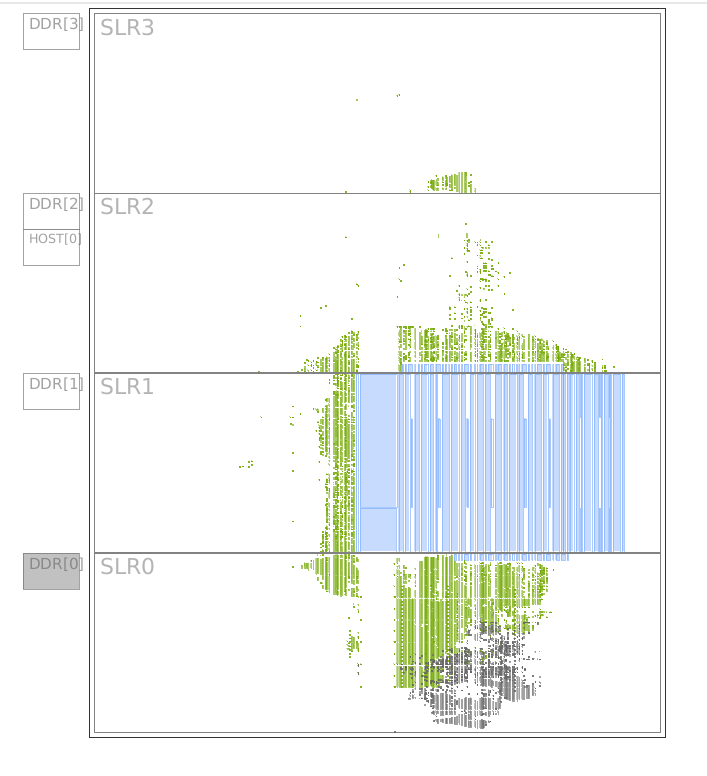 DDR[3]
SLR3
DDR[2]
SLR2
HOST[0]
DDR[1]
SLR1
DDR[0]
SLR0